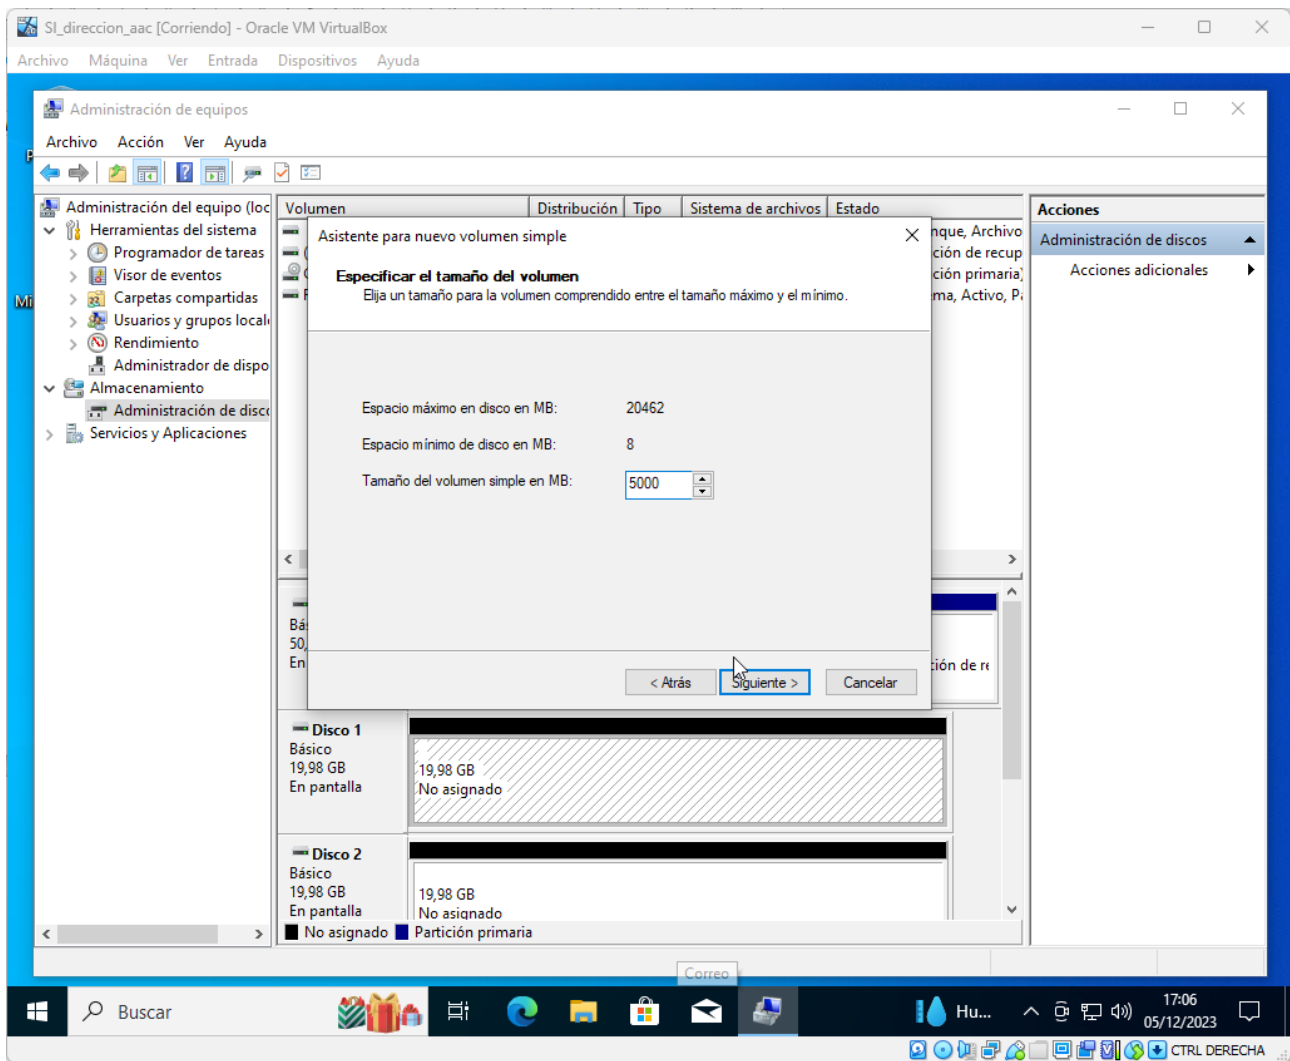 SI_direccion_aac [Corriendo] - Oracle VM VirtualBox
Archivo Máquina Ver Entrada Dispositivos Ayuda
Administración de equipos
Archivo Acción Ver Ayuda
Administración del equipo (loc
Herramientas del sistema
Programador de tareas
Visor de eventos
Carpetas compartidas
Usuarios y grupos local
Rendimiento
Administrador de dispo
Almacenamiento
Administración de disc
Servicios y Aplicaciones
Volumen Distribución Tipo Sistema de archivos Estado
nque, Archivo
ción de recup
ción primaria)
ma, Activo, Pa
Asistente para nuevo volumen simple
Especificar el tamaño del volumen
Elija un tamaño para la volumen comprendido entre el tamaño máximo y el mínimo.
Espacio máximo en disco en MB: 20462
Espacio mínimo de disco en MB: 8
Tamaño del volumen simple en MB: 5000
< Atrás Siguiente > Cancelar
Bá
50,
En
ción de re
Disco 1
Básico
19,98 GB
En pantalla
19,98 GB
No asignado
Disco 2
Básico
19,98 GB
En pantalla
19,98 GB
No asignado
No asignado Partición primaria
Acciones
Administración de discos
Acciones adicionales
Correo
Buscar
Hu...
17:06
05/12/2023
CTRL DERECHA